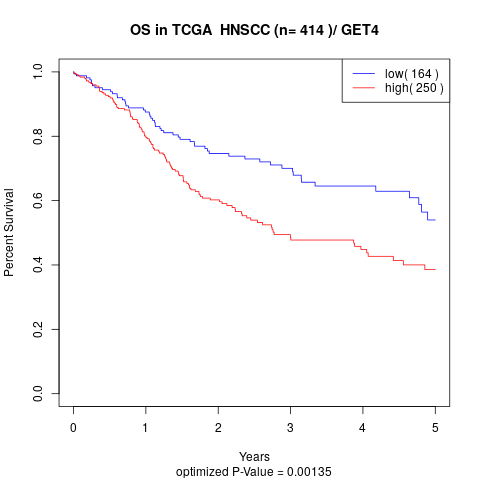 OS in TCGA  HNSCC (n= 414 )/ GET4
low( 164 )
high( 250 )
Percent Survival
1.0
0.8
0.6
0.4
0.2
0.0
0 1 2 3 4 5
Years
optimized P-Value = 0.00135